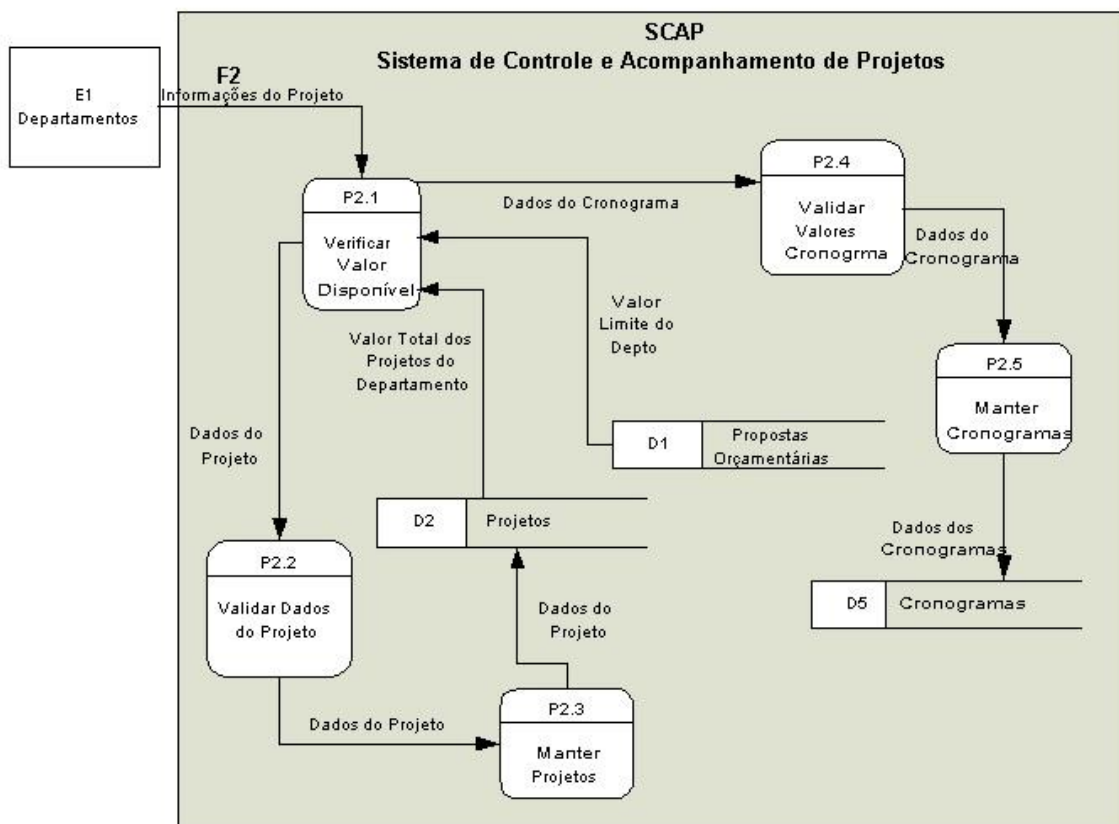 SCAP
Sistema de Controle e Acompanhamento de Projetos
E1
Departamentos
F2
Informações do Projeto
P2.1
Verificar
Valor
Disponível
Dados do Cronograma
P2.4
Validar
Valores
Cronogrma
Dados do
Cronograma
Valor
Limite do
Depto
Valor Total dos
Projetos do
Departamento
P2.5
Manter
Cronogramas
Dados do
Projeto
D1
Propostas
Orçamentárias
D2
Projetos
Dados dos
Cronogramas
P2.2
Validar Dados
do Projeto
D5
Cronogramas
Dados do
Projeto
Dados do Projeto
P2.3
Manter
Projetos